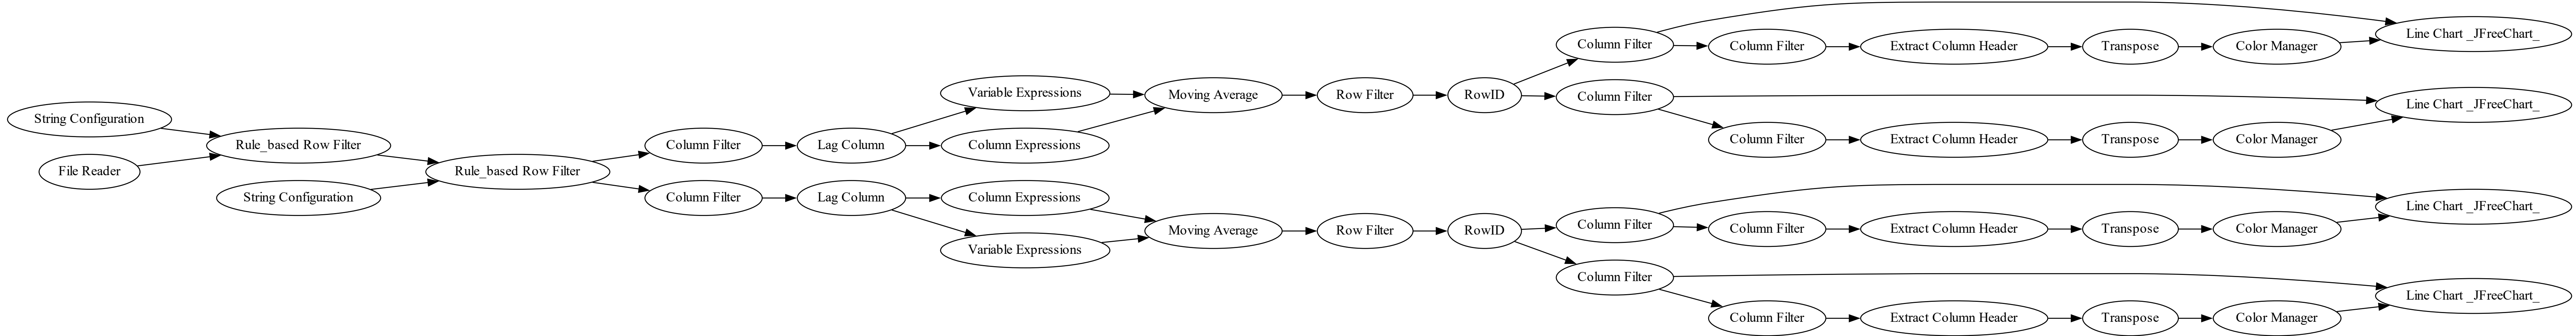 String Configuration
File Reader
Rule_based Row Filter
String Configuration
Rule_based Row Filter
Column Filter
Lag Column
Variable Expressions
Column Expressions
Moving Average
Row Filter
RowID
Column Filter
Column Filter
Extract Column Header
Transpose
Color Manager
Line Chart _JFreeChart_
Column Filter
Column Filter
Extract Column Header
Transpose
Color Manager
Line Chart _JFreeChart_
Column Filter
Lag Column
Column Expressions
Variable Expressions
Moving Average
Row Filter
RowID
Column Filter
Column Filter
Extract Column Header
Transpose
Color Manager
Line Chart _JFreeChart_
Column Filter
Column Filter
Extract Column Header
Transpose
Color Manager
Line Chart _JFreeChart_